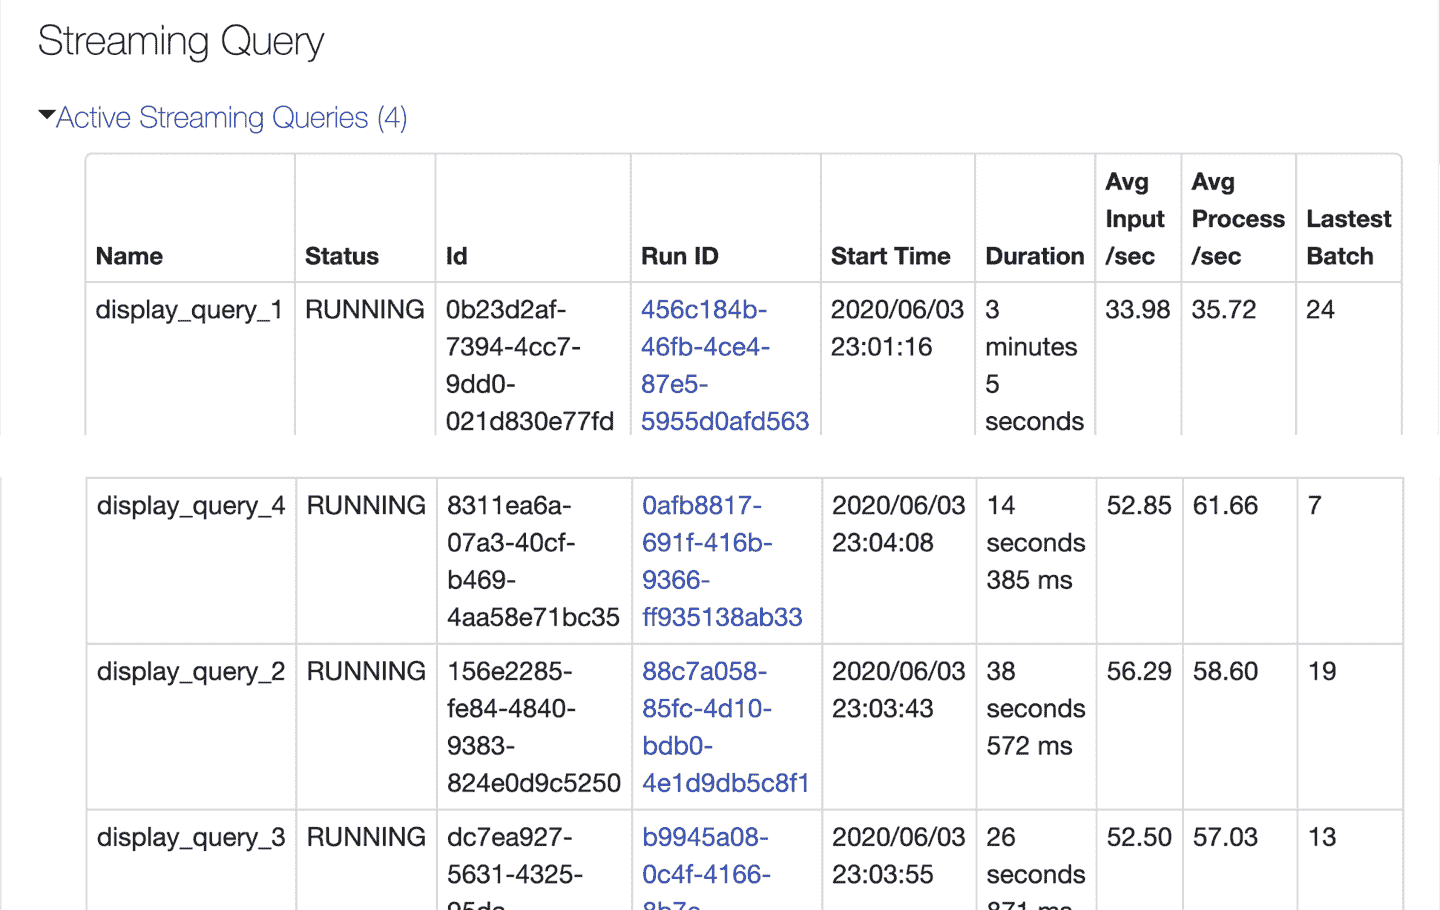 Streaming Query
Active Streaming Queries (4)
Name Status Id Run ID Start Time Duration Avg Input /sec Avg Process /sec Lastest Batch
display_query_1 RUNNING 0b23d2af- 456c184b- 2020/06/03 3 33.98 35.72 24
7394-4cc7- 46fb-4ce4- 23:01:16 minutes
9dd0- 87e5- 5
021d830e77fd 5955d0afd563 seconds
display_query_4 RUNNING 8311ea6a- 0afb8817- 2020/06/03 14 52.85 61.66 7
07a3-40cf- 691f-416b- 23:04:08 seconds
b469- 9366- 385 ms
4aa58e71bc35 ff935138ab33
display_query_2 RUNNING 156e2285- 88c7a058- 2020/06/03 38 56.29 58.60 19
fe84-4840- 85fc-4d10- 23:03:43 seconds
9383- bdb0- 572 ms
824e0d9c5250 4e1d9db5c8f1
display_query_3 RUNNING dc7ea927- b9945a08- 2020/06/03 26 52.50 57.03 13
5631-4325- 0c4f-4166- 23:03:55 seconds